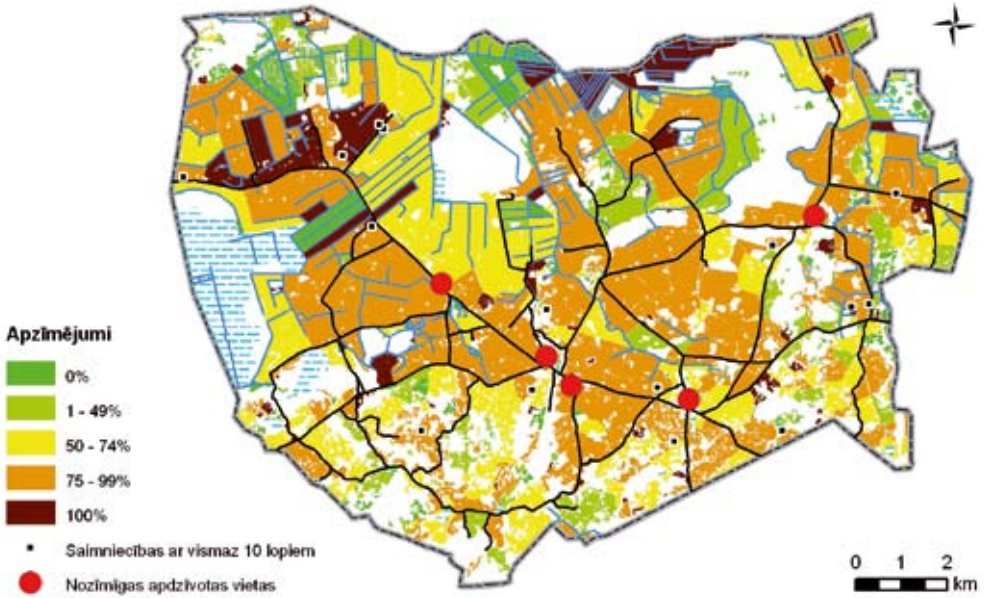 Apzīmējumi
0%
1 - 49%
50 - 74%
75 - 99%
100%
Saimniecības ar vismaz 10 lopiem
Nozīmīgas apdzīvotas vietas
0 1 2
km